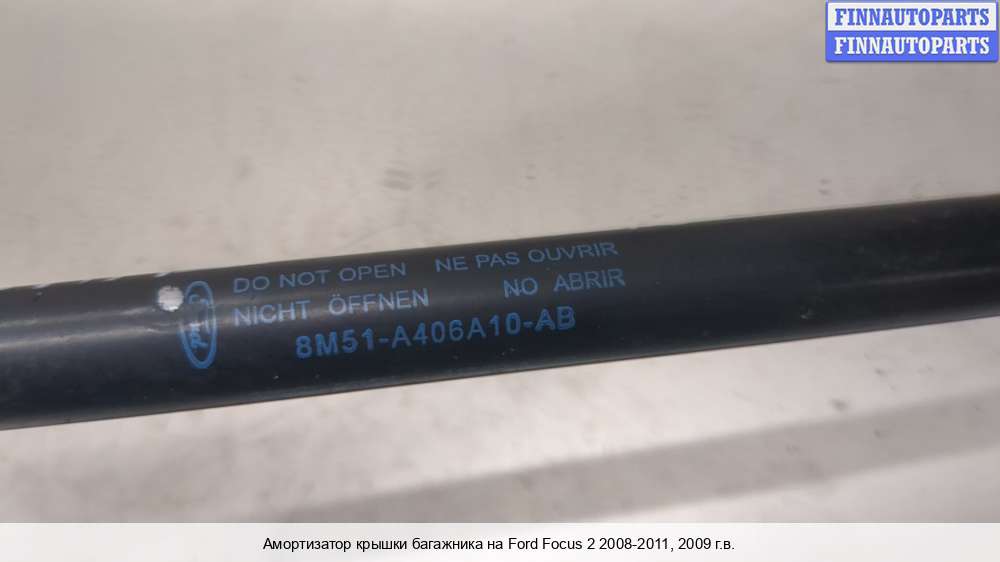 FINNAUTOPARTS
FINNAUTOPARTS
DO NOT OPEN NE PAS OUVRIR
NICHT ÖFFNEN NO ABRIR
8M51-A406A10-AB
Ford
Амортизатор крышки багажника на Ford Focus 2 2008-2011, 2009 г.в.